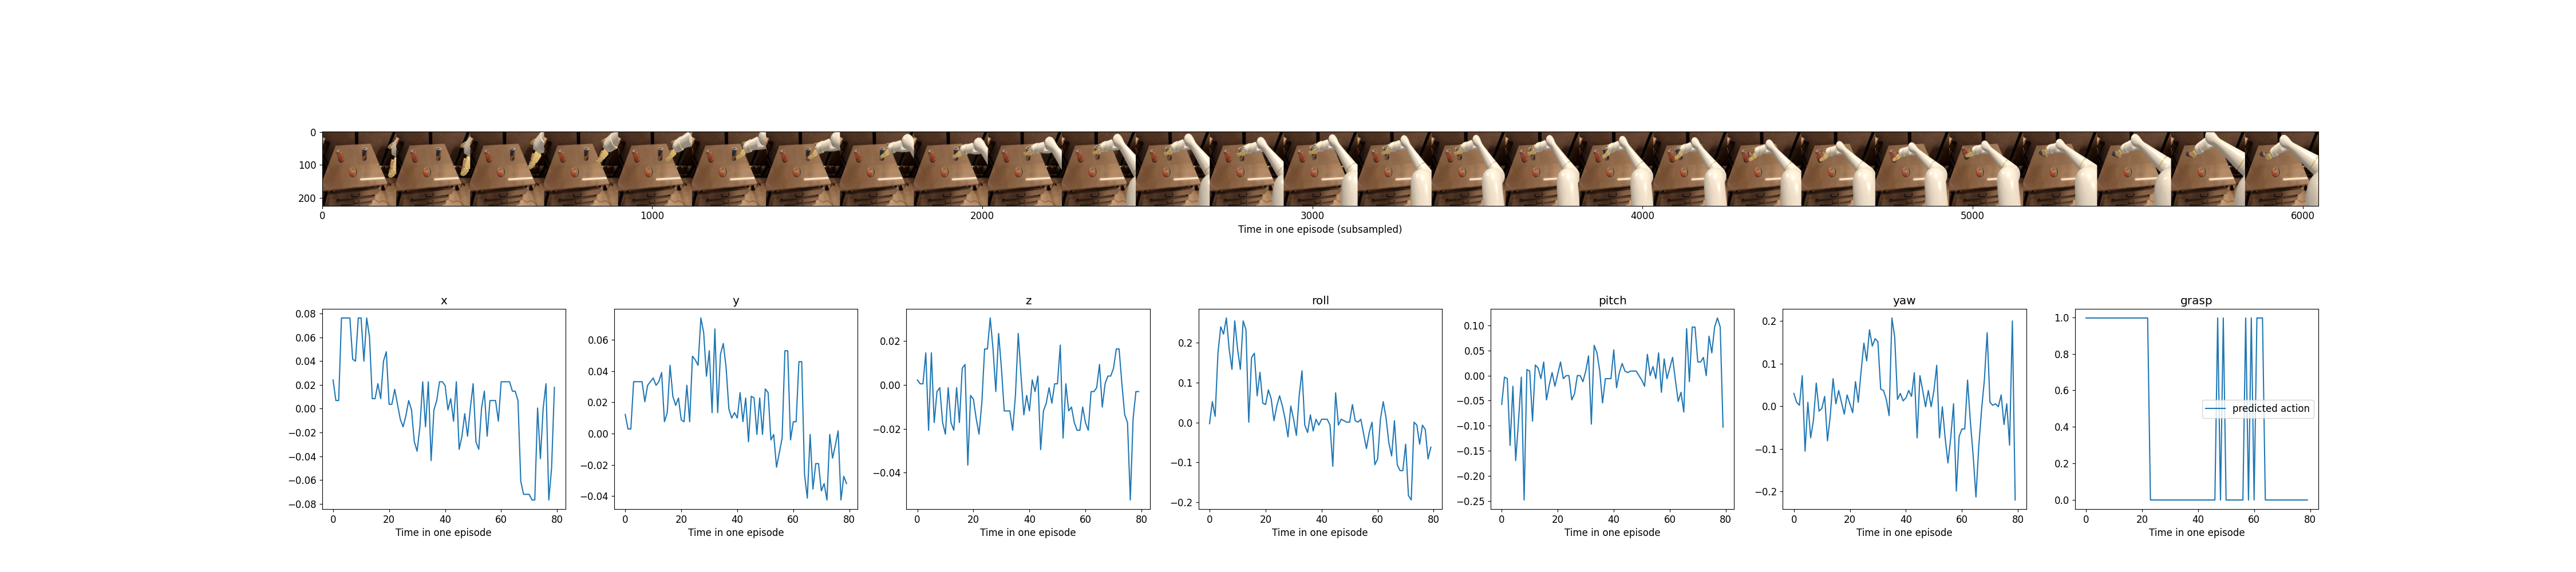 0
100
200
0 1000 2000 3000 4000 5000 6000
Time in one episode (subsampled)
x
0.08
0.06
0.04
0.02
0.00
−0.02
−0.04
−0.06
−0.08
0 20 40 60 80
Time in one episode
y
0.06
0.04
0.02
0.00
−0.02
−0.04
0 20 40 60 80
Time in one episode
z
0.02
0.00
−0.02
−0.04
0 20 40 60 80
Time in one episode
roll
0.2
0.1
0.0
−0.1
−0.2
0 20 40 60 80
Time in one episode
pitch
0.10
0.05
0.00
−0.05
−0.10
−0.15
−0.20
−0.25
0 20 40 60 80
Time in one episode
yaw
0.2
0.1
0.0
−0.1
−0.2
0 20 40 60 80
Time in one episode
grasp
1.0
0.8
0.6
0.4
0.2
0.0
predicted action
0 20 40 60 80
Time in one episode